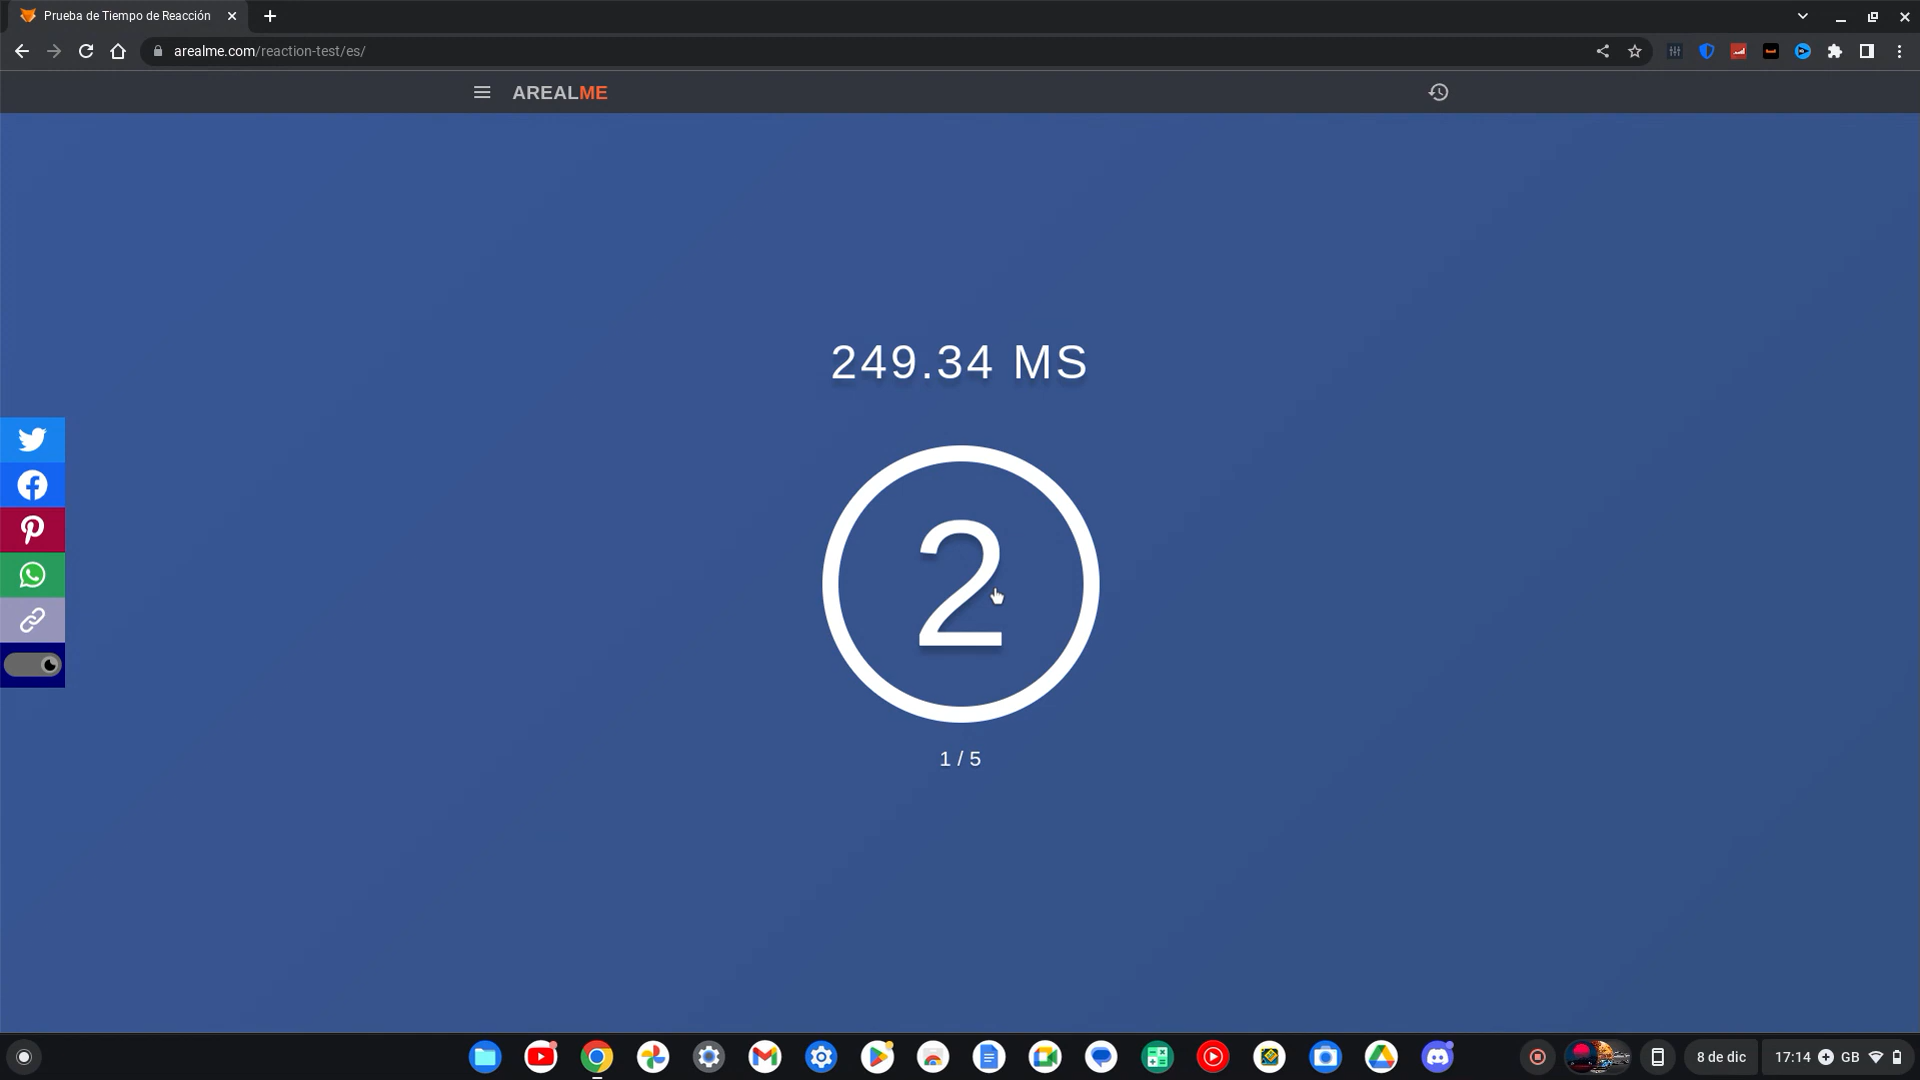 Prueba de Tiempo de Reacción
arealme.com/reaction-test/es/
AREALME
249.34 MS
2
1 / 5
8 de dic
17:14
GB